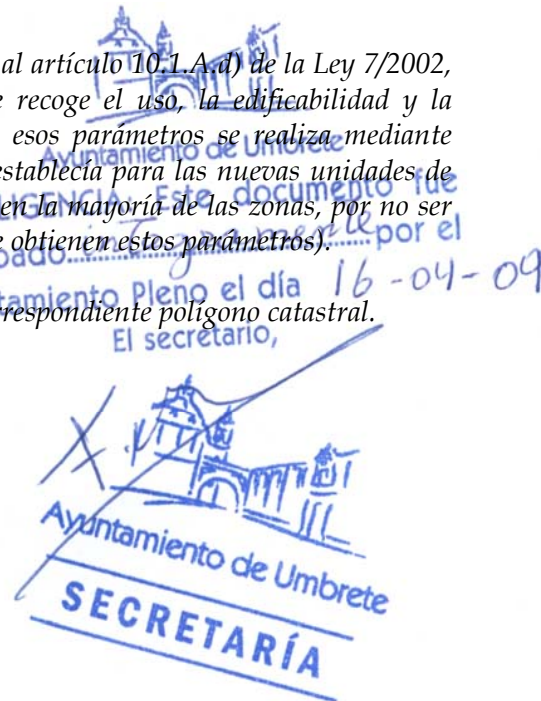 al artículo 10.1.A.d) de la Ley 7/2002,
recoge el uso, la edificabilidad y la
esos parámetros se realiza mediante
Ayuntamiento de Umbrete
establecía para las nuevas unidades de
Este documento fue
en la mayoría de las zonas, por no ser
e obtienen estos parámetros).
por el
Pleno el día 16-04-09
rrespondiente polígono catastral.
El secretario,
Ayuntamiento de Umbrete
SECRETARÍA